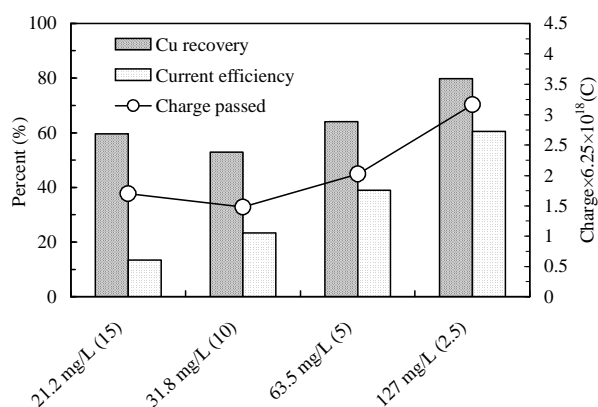 100
80
60
40
20
0
Percent (%)
Cu recovery
Current efficiency
Charge passed
4.5
4
3.5
3
2.5
2
1.5
1
0.5
0
Charge×6.25×10¹⁸(C)
21.2 mg/L (15)
31.8 mg/L (10)
63.5 mg/L (5)
127 mg/L (2.5)